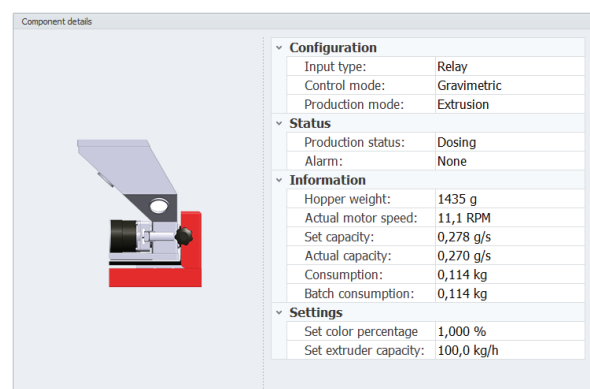 Component details
Configuration
Input type: Relay
Control mode: Gravimetric
Production mode: Extrusion
Status
Production status: Dosing
Alarm: None
Information
Hopper weight: 1435 g
Actual motor speed: 11,1 RPM
Set capacity: 0,278 g/s
Actual capacity: 0,270 g/s
Consumption: 0,114 kg
Batch consumption: 0,114 kg
Settings
Set color percentage 1,000 %
Set extruder capacity: 100,0 kg/h